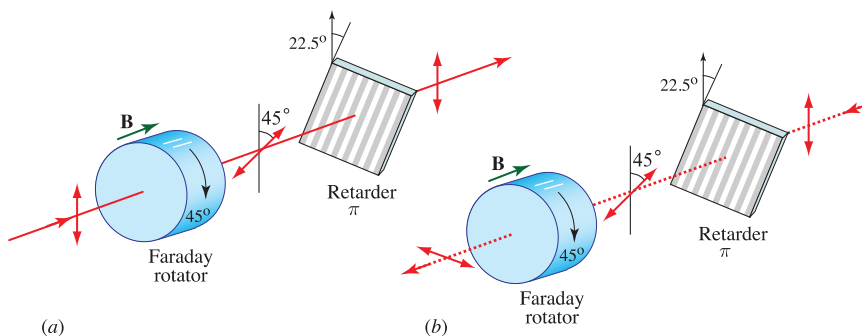 22.5°
45°
B
45°
Retarder
π
Faraday
rotator
(a)
22.5°
45°
B
45°
Retarder
π
Faraday
rotator
(b)